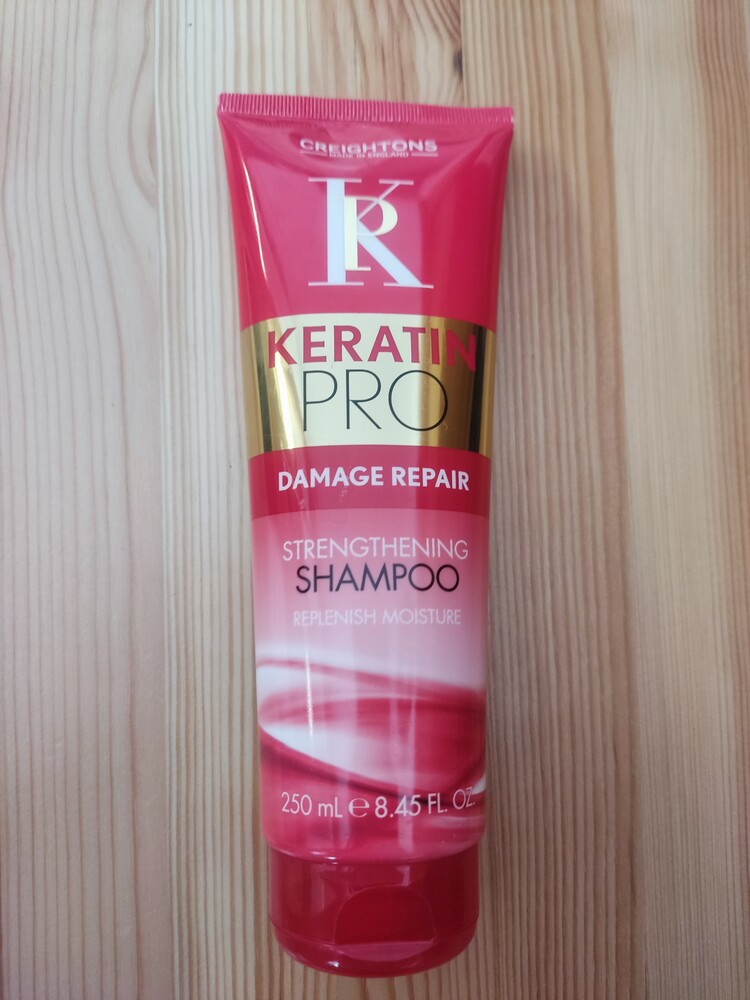 CREIGHTONS
MADE IN ENGLAND
KP
KERATIN
PRO
DAMAGE REPAIR
STRENGTHENING
SHAMPOO
REPLENISH MOISTURE
250 mL ℮ 8.45 FL. OZ.